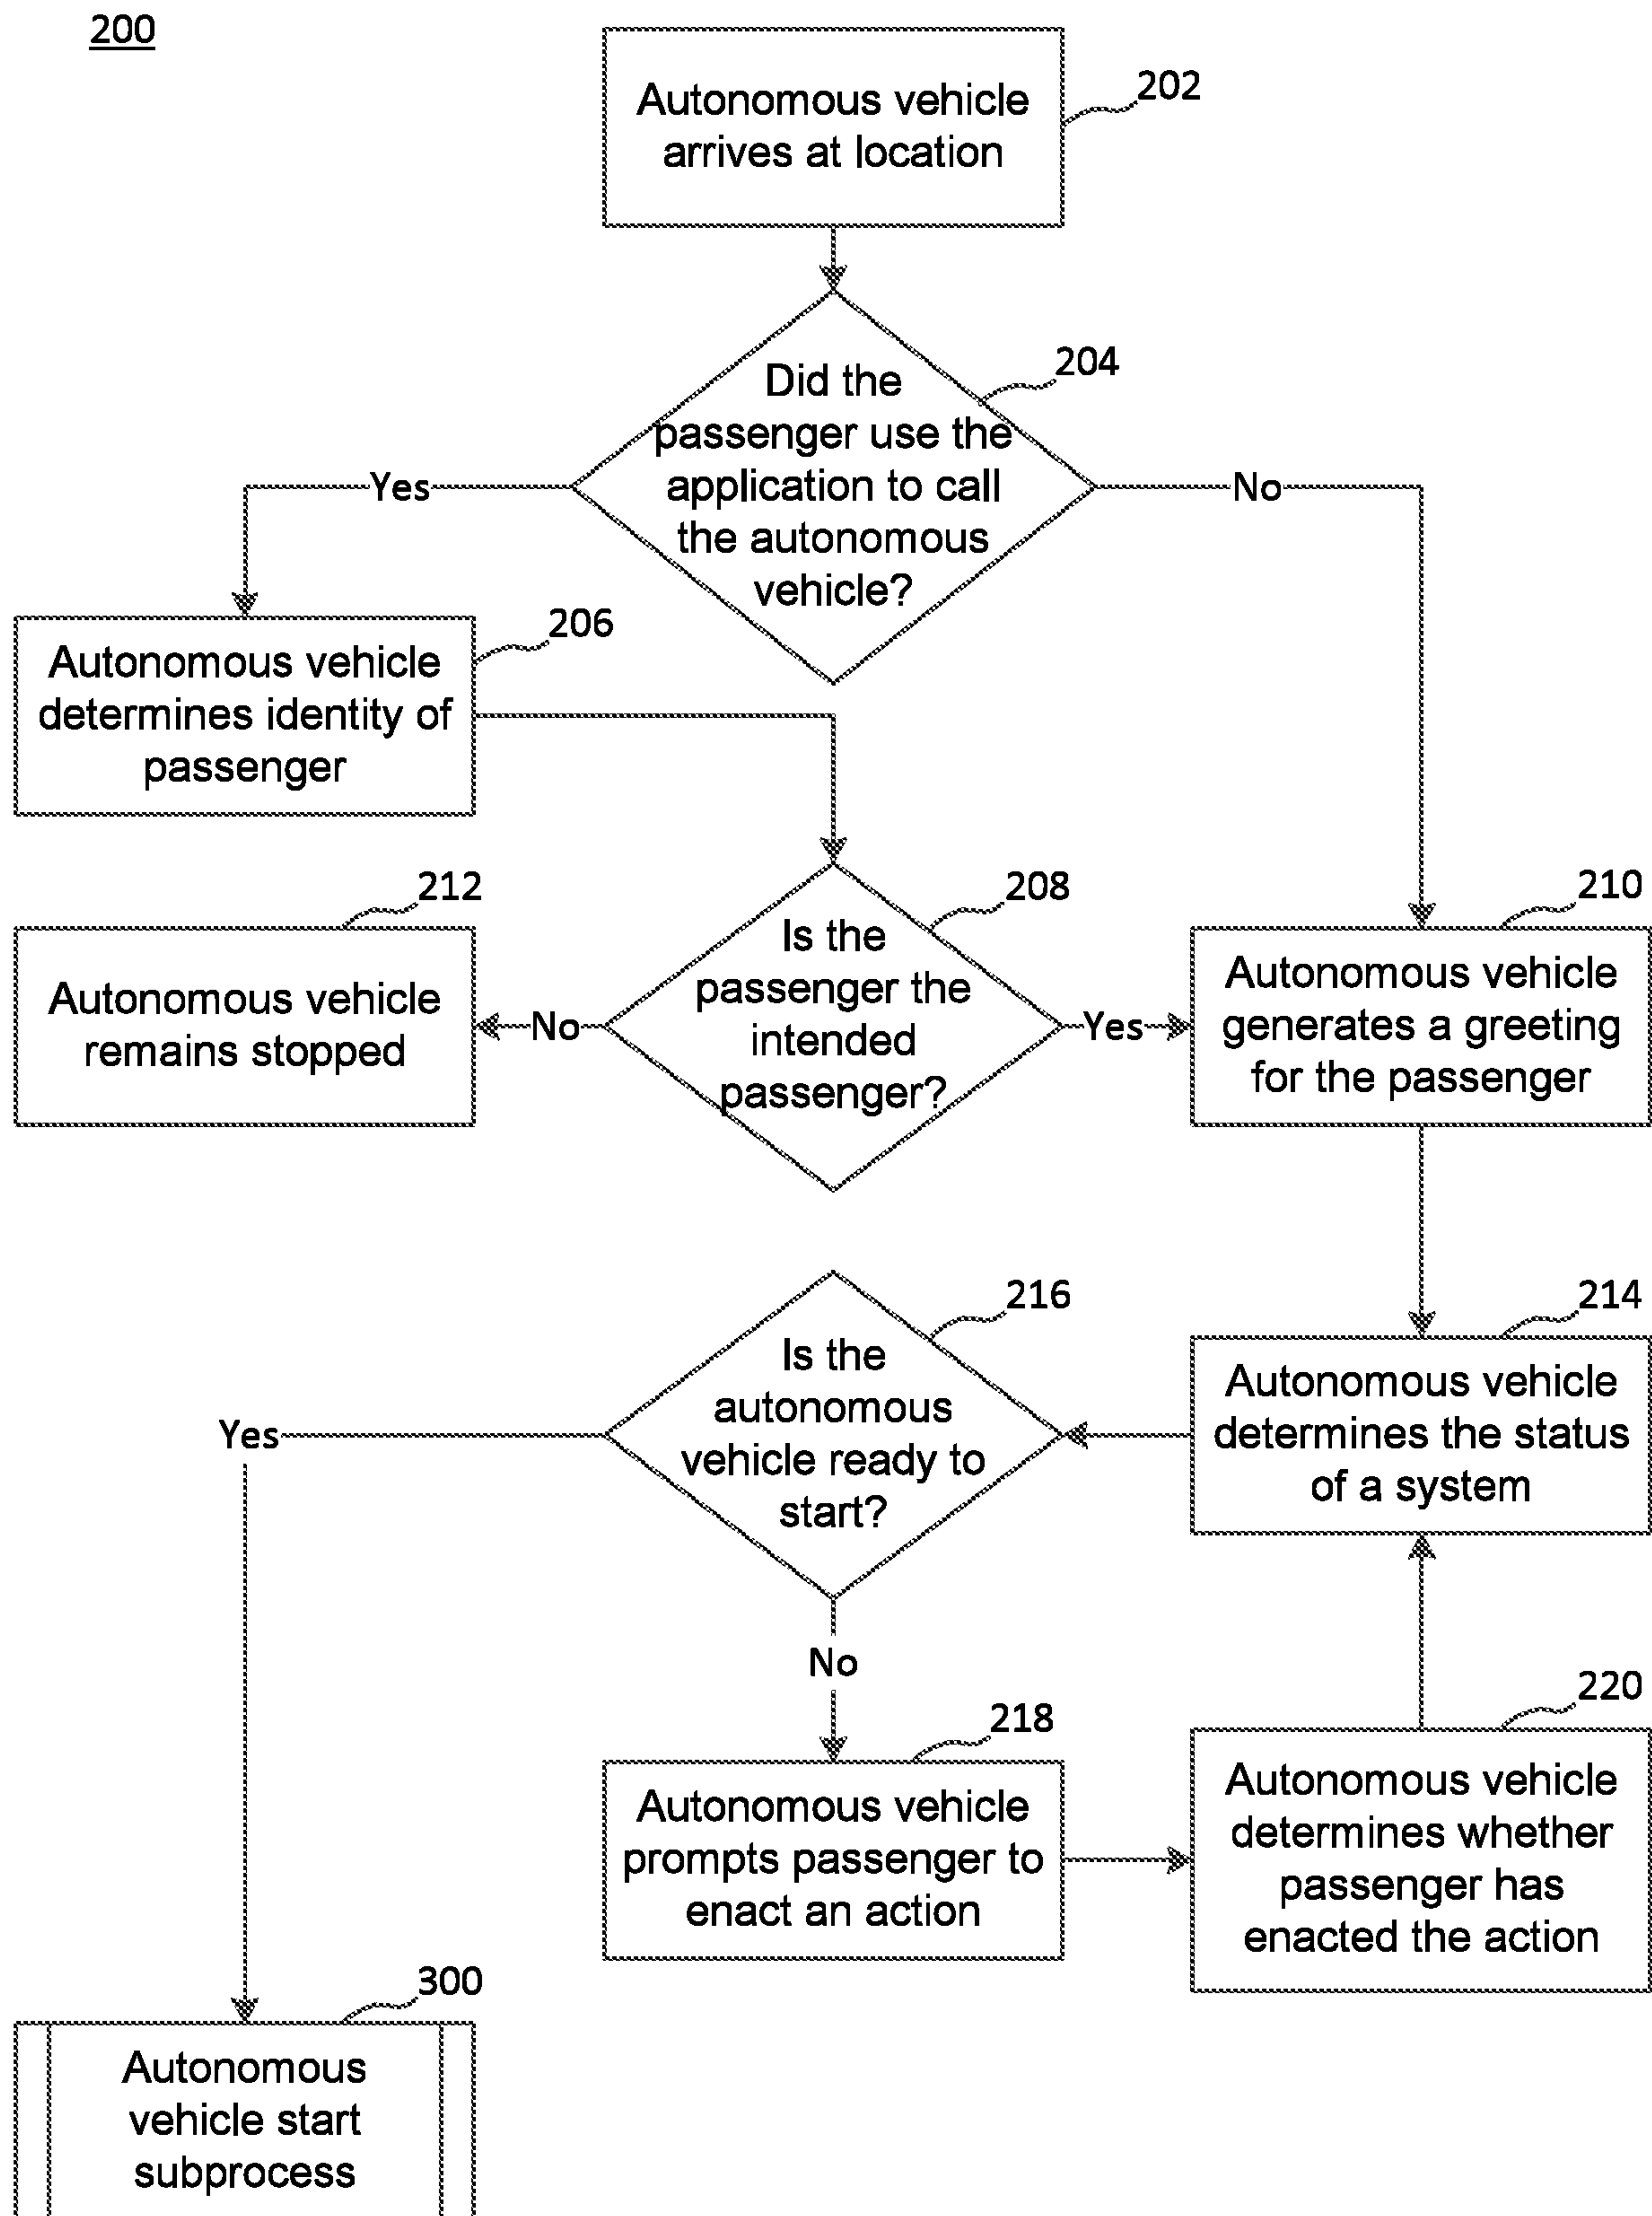 200
Autonomous vehicle
arrives at location
202
Did the
passenger use the
application to call
the autonomous
vehicle?
204
Yes
No
Autonomous vehicle
determines identity of
passenger
206
212
Autonomous vehicle
remains stopped
No
Is the
passenger the
intended
passenger?
208
Yes
210
Autonomous vehicle
generates a greeting
for the passenger
216
Is the
autonomous
vehicle ready to
start?
214
Autonomous vehicle
determines the status
of a system
Yes
No
218
Autonomous vehicle
prompts passenger to
enact an action
220
Autonomous vehicle
determines whether
passenger has
enacted the action
300
Autonomous
vehicle start
subprocess